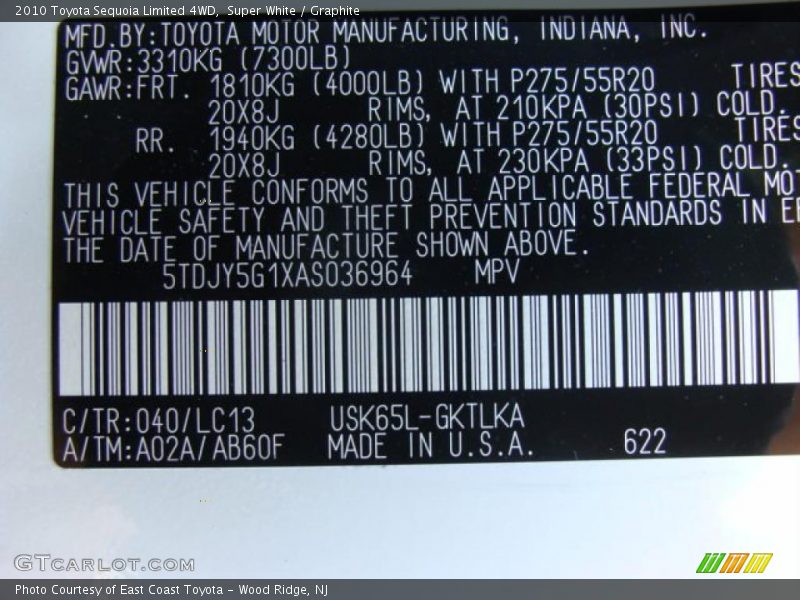 2010 Toyota Sequoia Limited 4WD, Super White / Graphite
MFD.BY:TOYOTA MOTOR MANUFACTURING, INDIANA, INC.
GVWR:3310KG (7300LB)
GAWR:FRT. 1810KG (4000LB) WITH P275/55R20 TIRES
20X8J RIMS, AT 210KPA (30PSI) COLD.
RR. 1940KG (4280LB) WITH P275/55R20 TIRES
20X8J RIMS, AT 230KPA (33PSI) COLD.
THIS VEHICLE CONFORMS TO ALL APPLICABLE FEDERAL MOT
VEHICLE SAFETY AND THEFT PREVENTION STANDARDS IN E
THE DATE OF MANUFACTURE SHOWN ABOVE.
5TDJY5G1XAS036964 MPV
C/TR:040/LC13 USK65L-GKTLKA
A/TM:A02A/AB60F MADE IN U.S.A. 622
GTCARLOT.COM
Photo Courtesy of East Coast Toyota - Wood Ridge, NJ